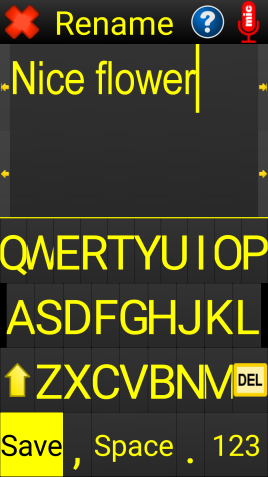 Rename ? mic
Nice flower
QWERTYUIOP
ASDFGHJKL
ZXCVBNM DEL
Save , Space . 123